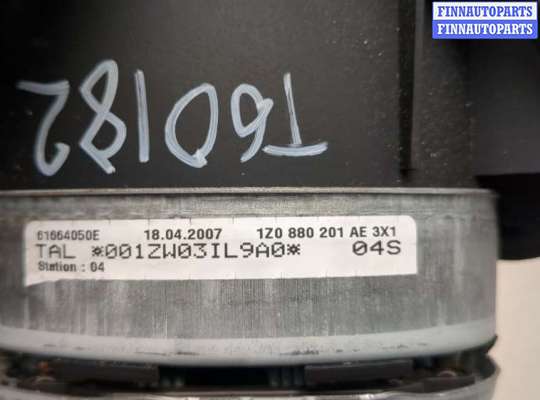 FINNAUTOPARTS
FINNAUTOPARTS
T60182
61664050E 18.04.2007 1Z0 880 201 AE 3X1
TAL *001ZW03IL9A0* 04S
Station : 04